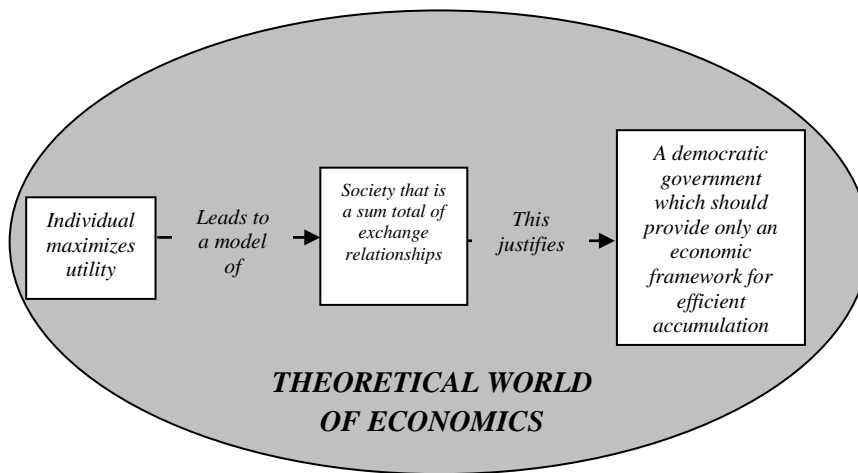 Individual
maximizes
utility
Leads to
a model
of
Society that is
a sum total of
exchange
relationships
This
justifies
A democratic
government
which should
provide only an
economic
framework for
efficient
accumulation
THEORETICAL WORLD
OF ECONOMICS